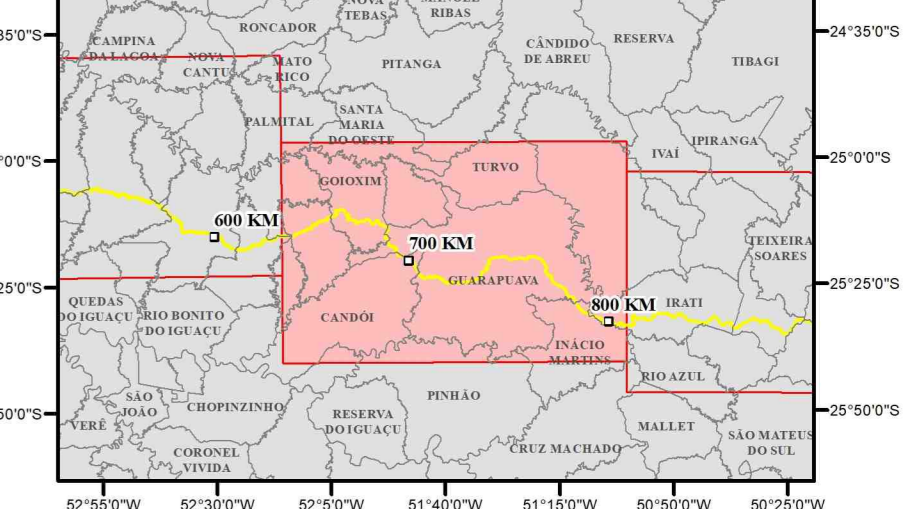 NOVA
TEBAS
MANOEL
RIBAS
RONCADOR
24°35'0"S
RESERVA
CAMPINA
DA LAGOA
NOVA
CANTU
MATO
RICO
PITANGA
CÂNDIDO
DE ABREU
TIBAGI
SANTA
MARIA
DO OESTE
PALMITAL
IVAÍ
IPIRANGA
25°0'0"S
TURVO
GOIOXIM
600 KM
700 KM
TEIXEIRA
SOARES
GUARAPUAVA
25°25'0"S
800 KM
IRATI
QUEDAS
DO IGUAÇU
RIO BONITO
DO IGUAÇU
CANDÓI
INÁCIO
MARTINS
RIO AZUL
SÃO
JOÃO
CHOPINZINHO
PINHÃO
RESERVA
DO IGUAÇU
25°50'0"S
VERÊ
MALLET
SÃO MATEUS
DO SUL
CORONEL
VIVIDA
CRUZ MACHADO
52°55'0"W
52°30'0"W
52°5'0"W
51°40'0"W
51°15'0"W
50°50'0"W
50°25'0"W